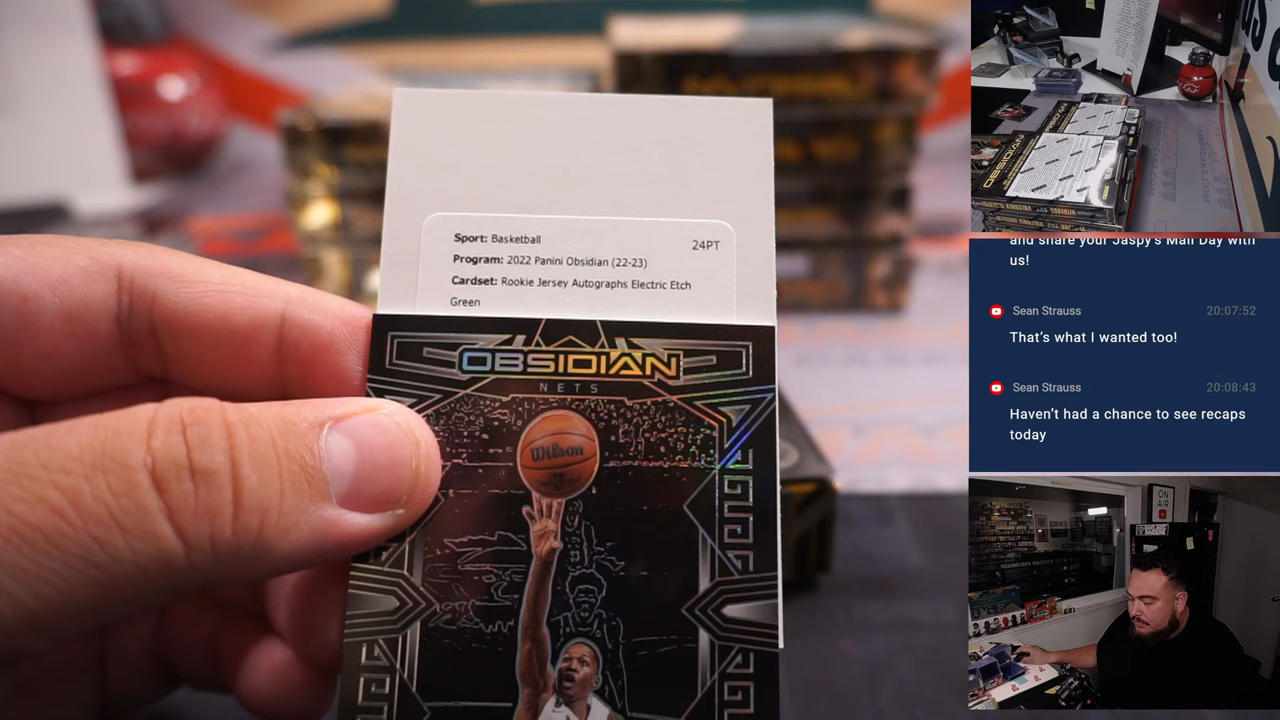 Sport: Basketball
24PT
Program: 2022 Panini Obsidian (22-23)
Cardset: Rookie Jersey Autographs Electric Etch
Green
OBSIDIAN
NETS
Wilson
OBSIDIAN
OBSIDIAN
and share your Jaspy's Mail Day with
us!
Sean Strauss 20:07:52
That's what I wanted too!
Sean Strauss 20:08:43
Haven't had a chance to see recaps
today
ON
AIR